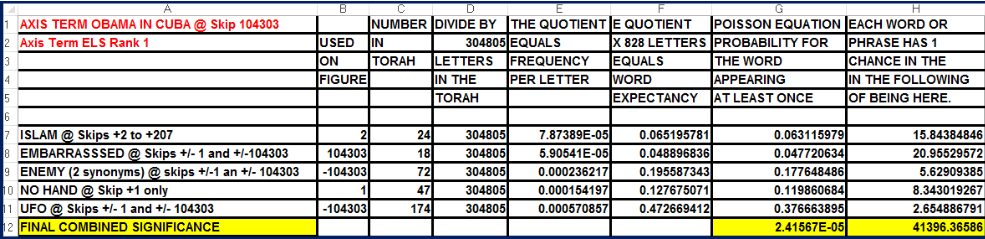 A B C D E F G H
1 AXIS TERM OBAMA IN CUBA @ Skip 104303 NUMBER DIVIDE BY THE QUOTIENT E QUOTIENT POISSON EQUATION EACH WORD OR
2 Axis Term ELS Rank 1 USED IN 304805 EQUALS X 828 LETTERS PROBABILITY FOR PHRASE HAS 1
3 ON TORAH LETTERS FREQUENCY EQUALS THE WORD CHANCE IN THE
4 FIGURE IN THE PER LETTER WORD APPEARING IN THE FOLLOWING
5 TORAH EXPECTANCY AT LEAST ONCE OF BEING HERE.
6
7 ISLAM @ Skips +2 to +207 2 24 304805 7.87389E-05 0.065195781 0.063115979 15.84384846
8 EMBARRASSSED @ Skips +/- 1 and +/-104303 104303 18 304805 5.90541E-05 0.048896836 0.047720634 20.95529572
9 ENEMY (2 synonyms) @ skips +/-1 an +/- 104303 -104303 72 304805 0.000236217 0.195587343 0.177648486 5.62909385
10 NO HAND @ Skip +1 only 1 47 304805 0.000154197 0.127675071 0.119860684 8.343019267
11 UFO @ Skips +/- 1 and +/- 104303 -104303 174 304805 0.000570857 0.472669412 0.376663895 2.654886791
12 FINAL COMBINED SIGNIFICANCE 2.41567E-05 41396.36586